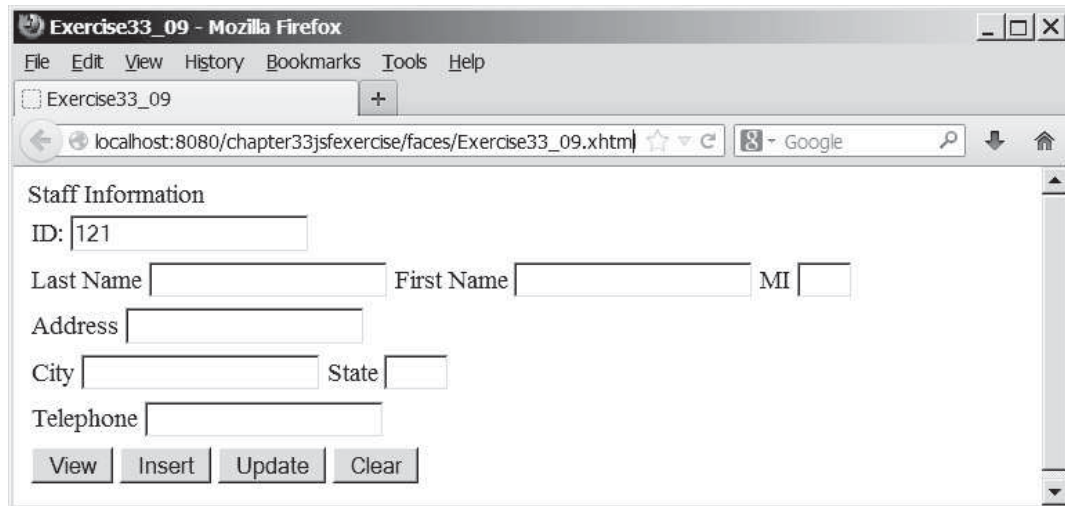 Exercise33_09 - Mozilla Firefox
File Edit View History Bookmarks Tools Help
Exercise33_09 +
localhost:8080/chapter33jsfexercise/faces/Exercise33_09.xhtml 8 Google
Staff Information
ID: 121
Last Name First Name MI
Address
City State
Telephone
View Insert Update Clear